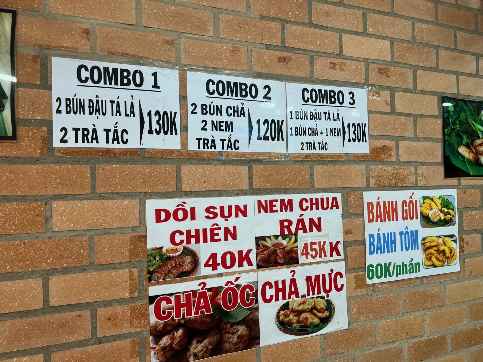 COMBO 1
2 BÚN ĐẬU TÁ LẢ
2 TRÀ TẮC
130K
COMBO 2
2 BÚN CHẢ
2 NEM
TRÀ TẮC
120K
COMBO 3
1 BÚN ĐẬU TÁ LẢ
1 BÚN CHẢ + 1 NEM
2 TRÀ TẮC
130K
DỒI SỤN
CHIÊN
40K
NEM CHUA
RÁN
45K
CHẢ ỐC
CHẢ MỰC
BÁNH GỐI
BÁNH TÔM
60K/phần